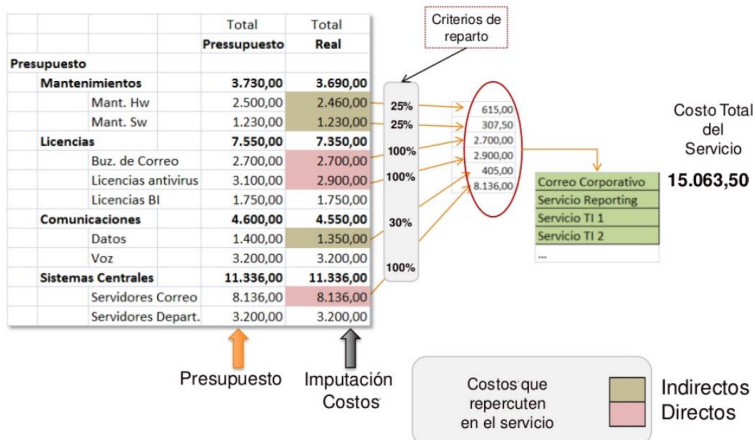 Total Total
Pressupuesto Real
Presupuesto
Mantenimientos 3.730,00 3.690,00
Mant. Hw 2.500,00 2.460,00
Mant. Sw 1.230,00 1.230,00
Licencias 7.550,00 7.350,00
Buz. de Correo 2.700,00 2.700,00
Licencias antivirus 3.100,00 2.900,00
Licencias BI 1.750,00 1.750,00
Comunicaciones 4.600,00 4.550,00
Datos 1.400,00 1.350,00
Voz 3.200,00 3.200,00
Sistemas Centrales 11.336,00 11.336,00
Servidores Correo 8.136,00 8.136,00
Servidores Depart. 3.200,00 3.200,00
Presupuesto
Imputación
Costos
Criterios de
reparto
25%
25%
100%
100%
30%
100%
615,00
307,50
2.700,00
2.900,00
405,00
8.136,00
Correo Corporativo
Servicio Reporting
Servicio TI 1
Servicio TI 2
...
Costo Total
del
Servicio
15.063,50
Costos que
repercuten
en el servicio
Indirectos
Directos